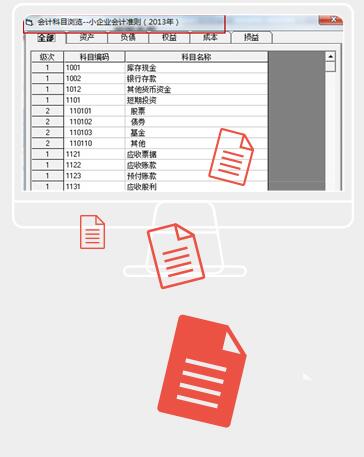 会计科目浏览--小企业会计准则（2013年）
全部 资产 负债 权益 成本 损益
级次 科目编码 科目名称
1 1001 库存现金
1 1002 银行存款
1 1012 其他货币资金
1 1101 短期投资
2 110101 股票
2 110102 债券
2 110103 基金
2 110110 其他
1 1121 应收票据
1 1122 应收账款
1 1123 预付账款
1 1131 应收股利